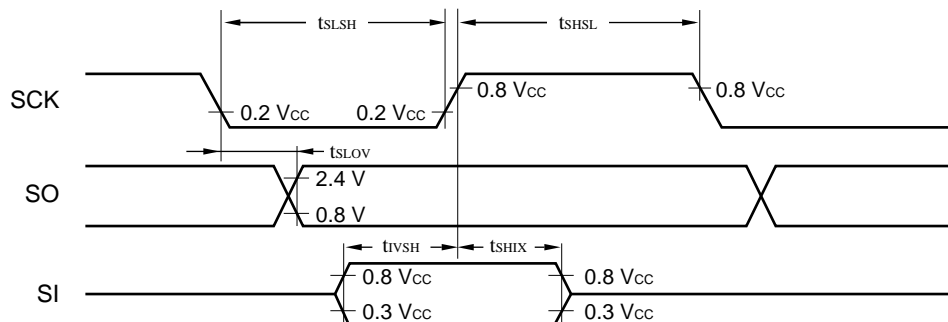 tSLSH tSHSL
SCK 0.8 VCC 0.8 VCC
0.2 VCC 0.2 VCC
tSLOV
SO 2.4 V
0.8 V
tIVSH tSHIX
0.8 VCC 0.8 VCC
SI
0.3 VCC 0.3 VCC